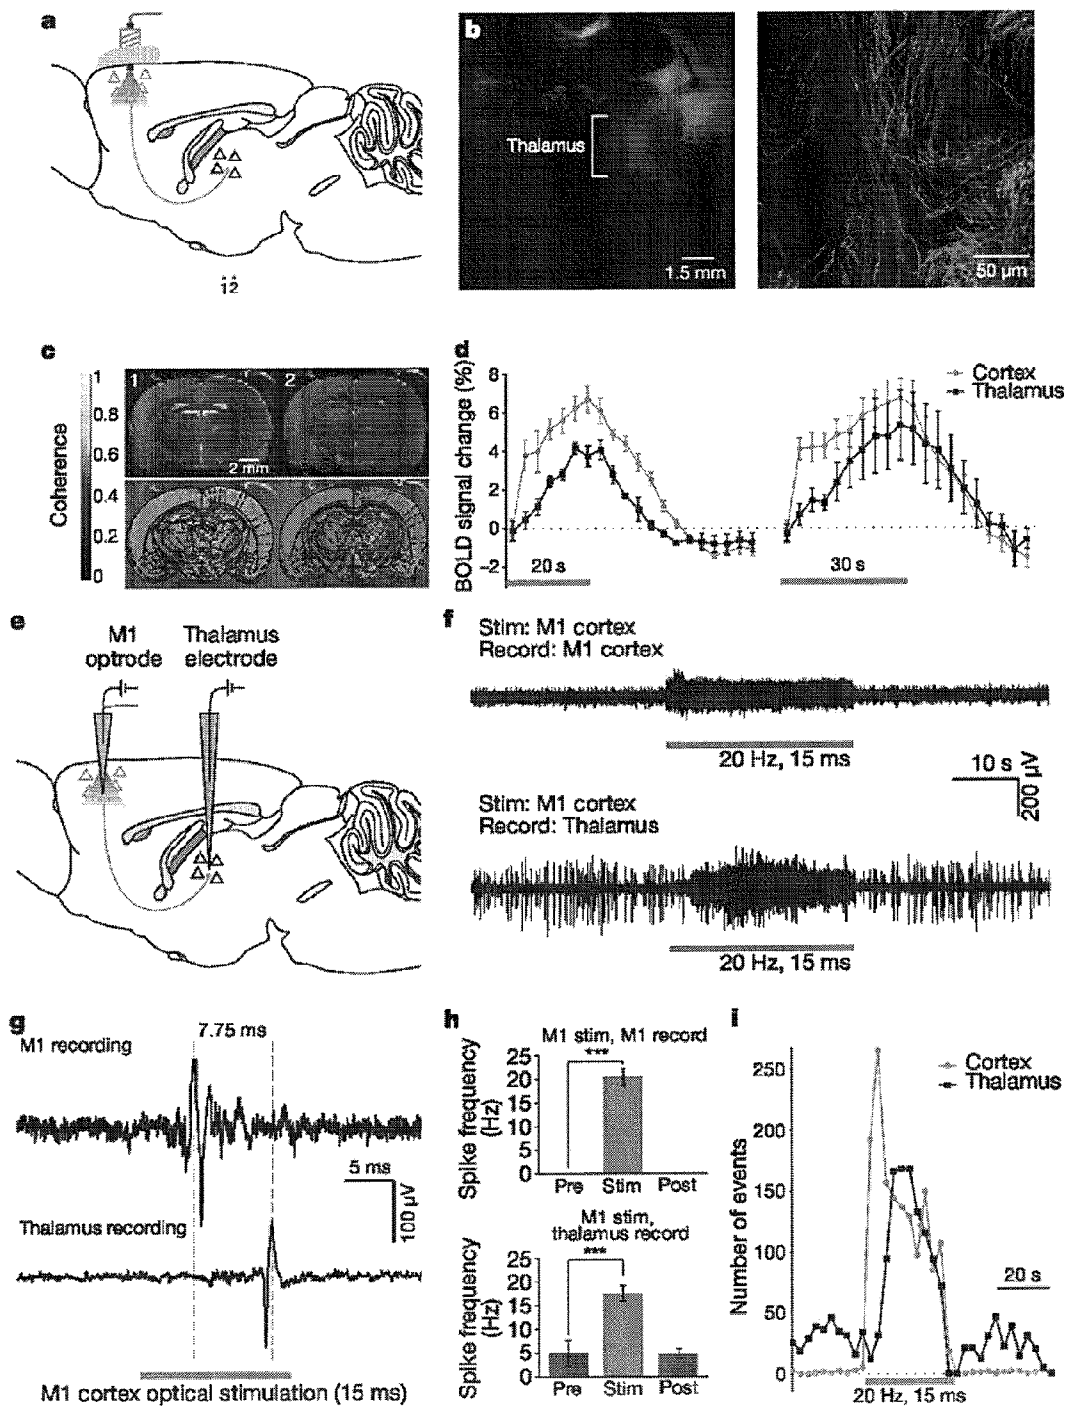 a
1 2
b
Thalamus
1.5 mm
50 µm
c
Coherence
1
0.8
0.6
0.4
0.2
0
1
2
2 mm
d
BOLD signal change (%)
8
6
4
2
0
–2
Cortex
Thalamus
20 s
30 s
e
M1
optrode
Thalamus
electrode
f
Stim: M1 cortex
Record: M1 cortex
20 Hz, 15 ms
10 s
200 µV
Stim: M1 cortex
Record: Thalamus
20 Hz, 15 ms
g
7.75 ms
M1 recording
5 ms
100 µV
Thalamus recording
M1 cortex optical stimulation (15 ms)
h
M1 stim, M1 record
***
Spike frequency
(Hz)
25
20
15
10
5
0
Pre Stim Post
M1 stim,
thalamus record
***
Spike frequency
(Hz)
25
20
15
10
5
0
Pre Stim Post
i
Cortex
Thalamus
Number of events
250
200
150
100
50
0
20 s
20 Hz, 15 ms